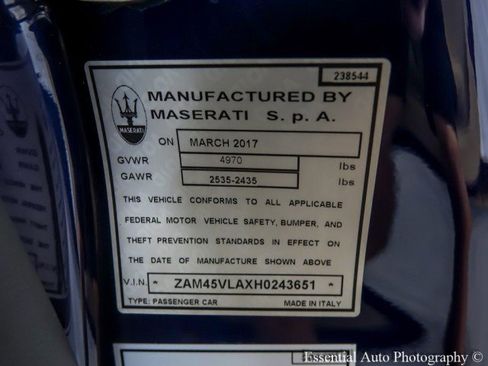 238544
MASERATI
MANUFACTURED BY
MASERATI S. p. A.
ON MARCH 2017
GVWR 4970 lbs
GAWR 2535-2435 lbs
THIS VEHICLE CONFORMS TO ALL APPLICABLE
FEDERAL MOTOR VEHICLE SAFETY, BUMPER, AND
THEFT PREVENTION STANDARDS IN EFFECT ON
THE DATE OF MANUFACTURE SHOWN ABOVE
V.I.N. * ZAM45VLAXH0243651 *
TYPE: PASSENGER CAR MADE IN ITALY
Essential Auto Photography ©